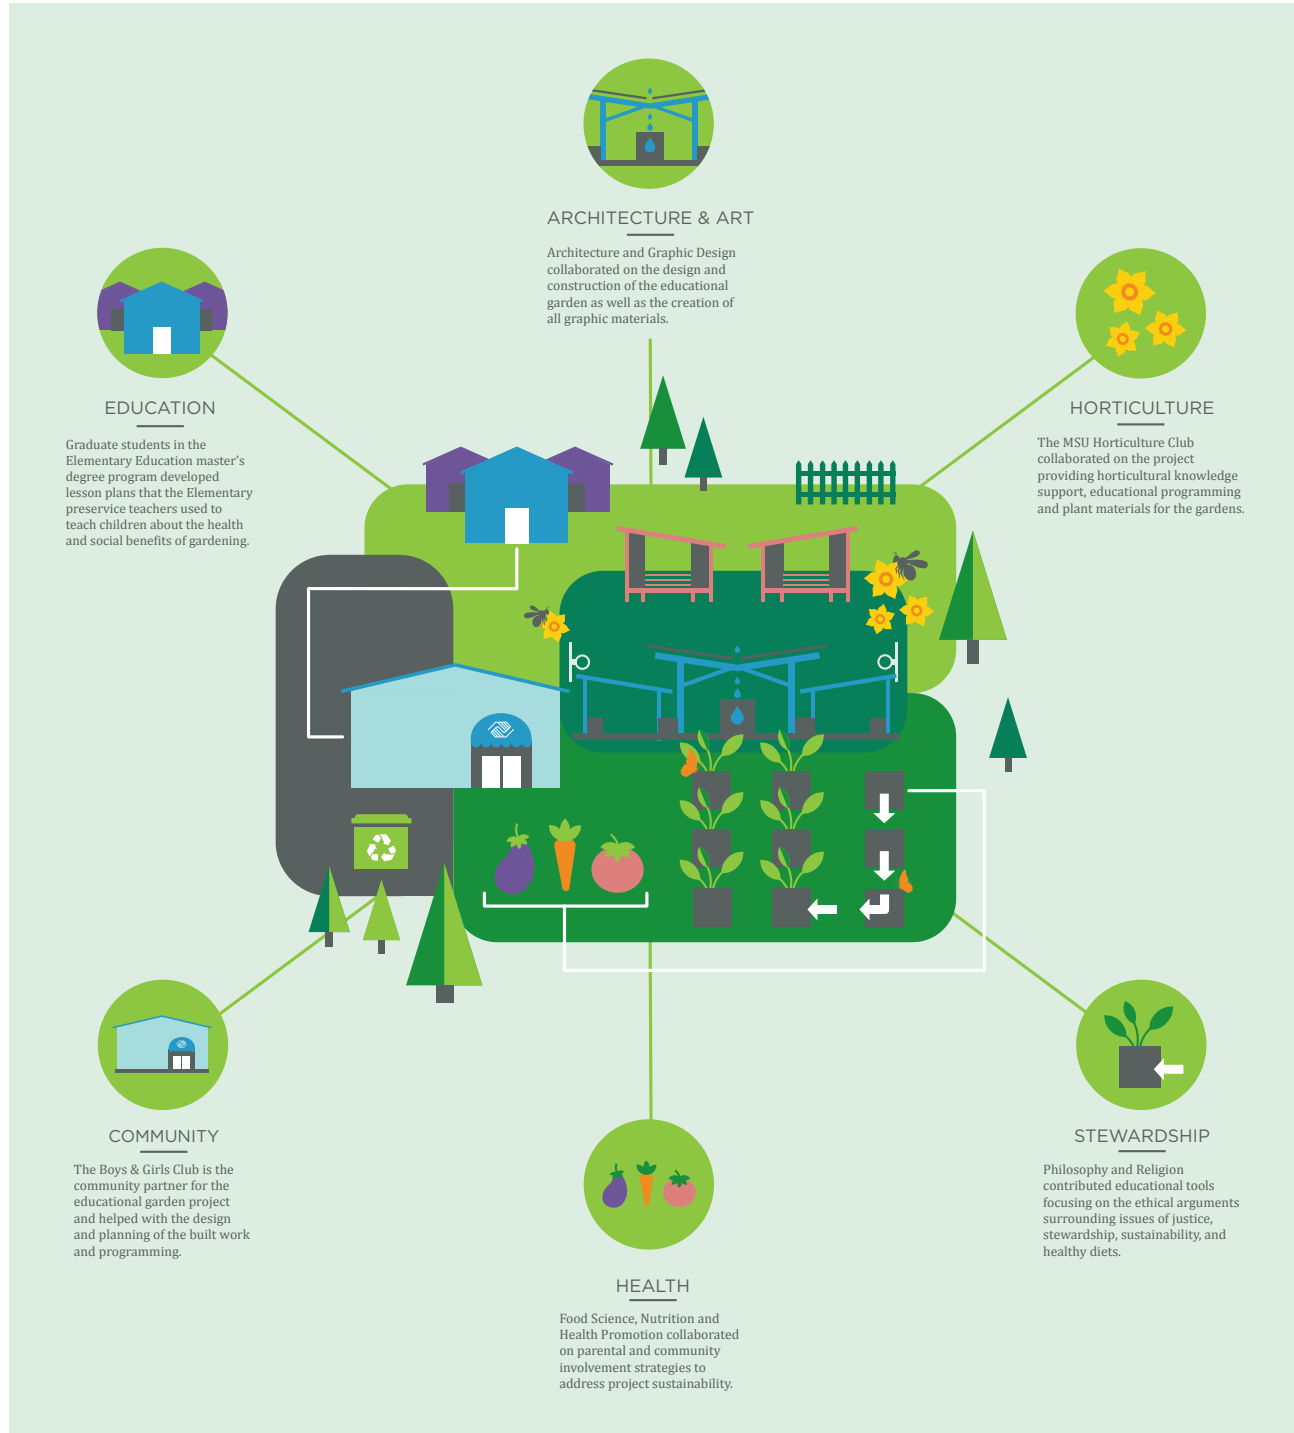 ARCHITECTURE & ART
Architecture and Graphic Design
collaborated on the design and
construction of the educational
garden as well as the creation of
all graphic materials.
EDUCATION
Graduate students in the
Elementary Education master's
degree program developed
lesson plans that the Elementary
preservice teachers used to
teach children about the health
and social benefits of gardening.
HORTICULTURE
The MSU Horticulture Club
collaborated on the project
providing horticultural knowledge
support, educational programming
and plant materials for the gardens.
COMMUNITY
The Boys & Girls Club is the
community partner for the
educational garden project
and helped with the design
and planning of the built work
and programming.
STEWARDSHIP
Philosophy and Religion
contributed educational tools
focusing on the ethical arguments
surrounding issues of justice,
stewardship, sustainability, and
healthy diets.
HEALTH
Food Science, Nutrition and
Health Promotion collaborated
on parental and community
involvement strategies to
address project sustainability.